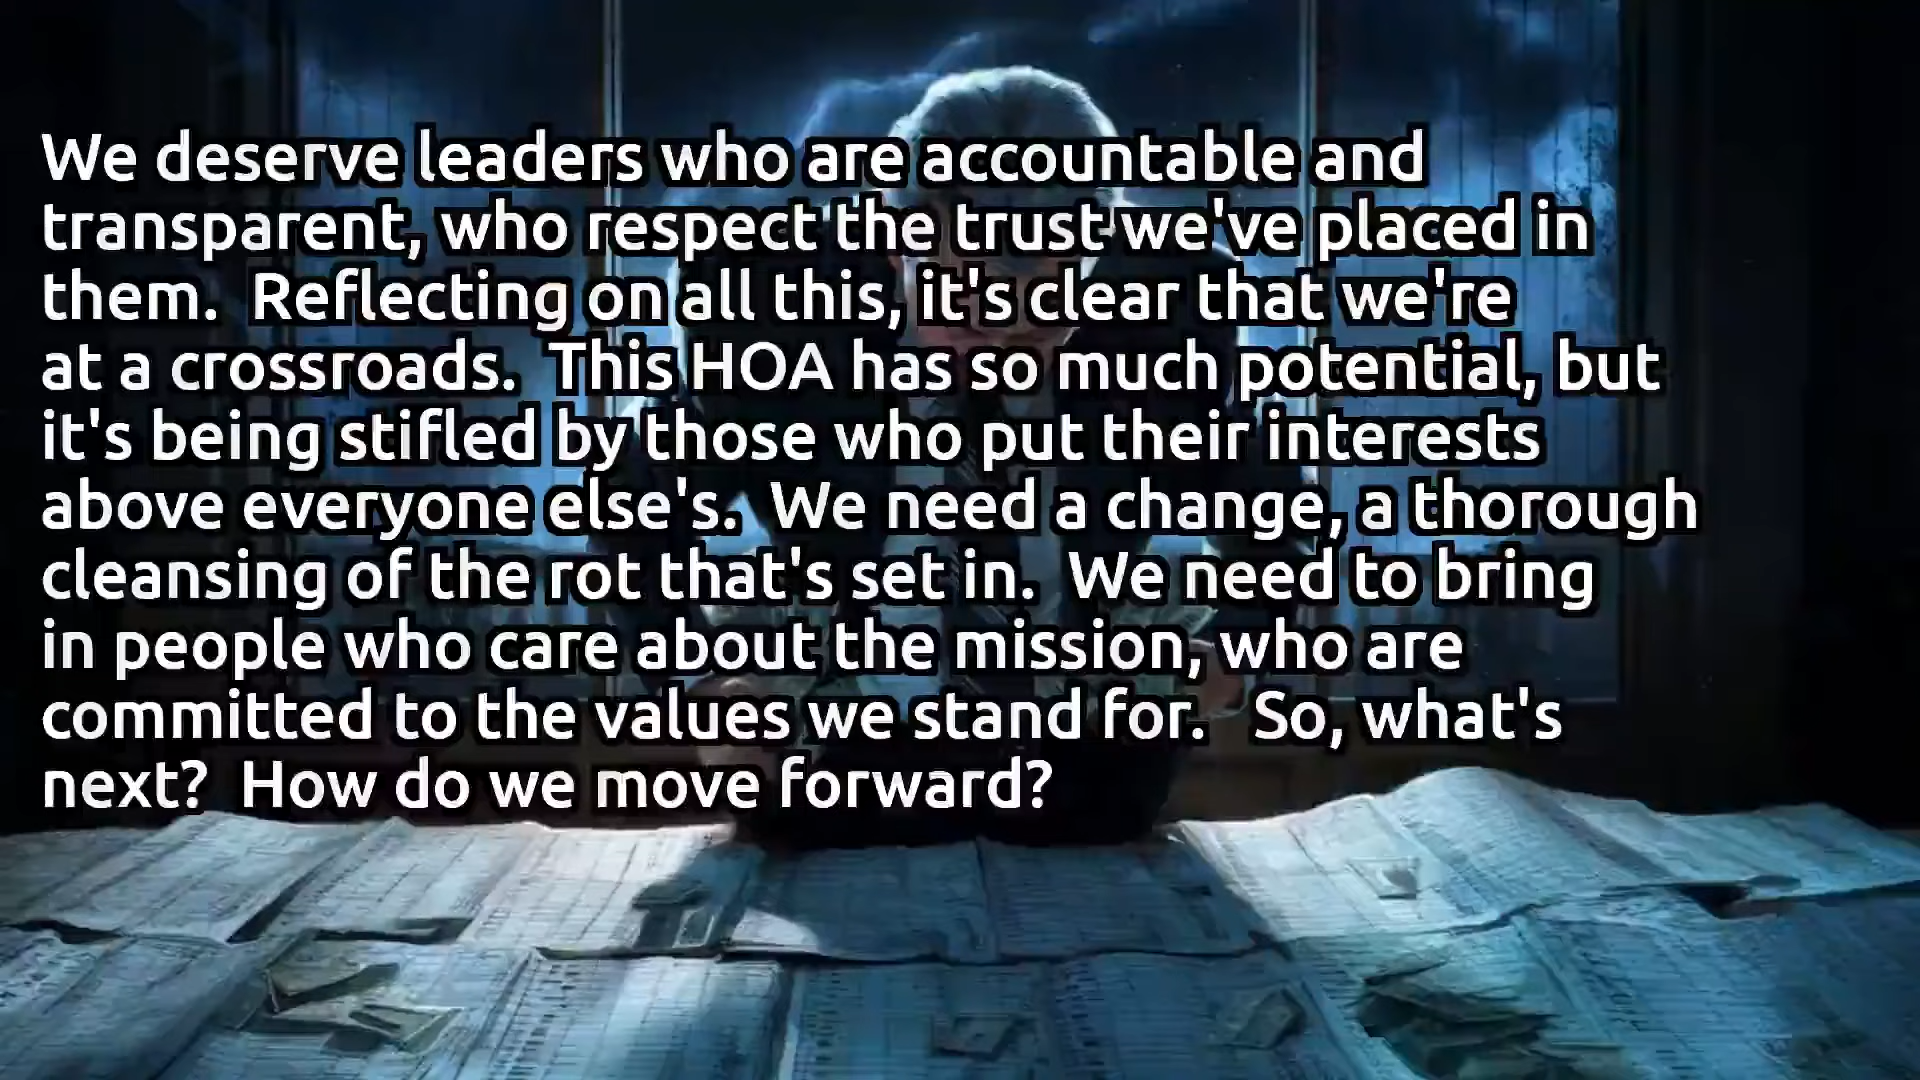 We deserve leaders who are accountable and
transparent, who respect the trust we've placed in
them.  Reflecting on all this, it's clear that we're
at a crossroads.  This HOA has so much potential, but
it's being stifled by those who put their interests
above everyone else's.  We need a change, a thorough
cleansing of the rot that's set in.  We need to bring
in people who care about the mission, who are
committed to the values we stand for.   So, what's
next?  How do we move forward?